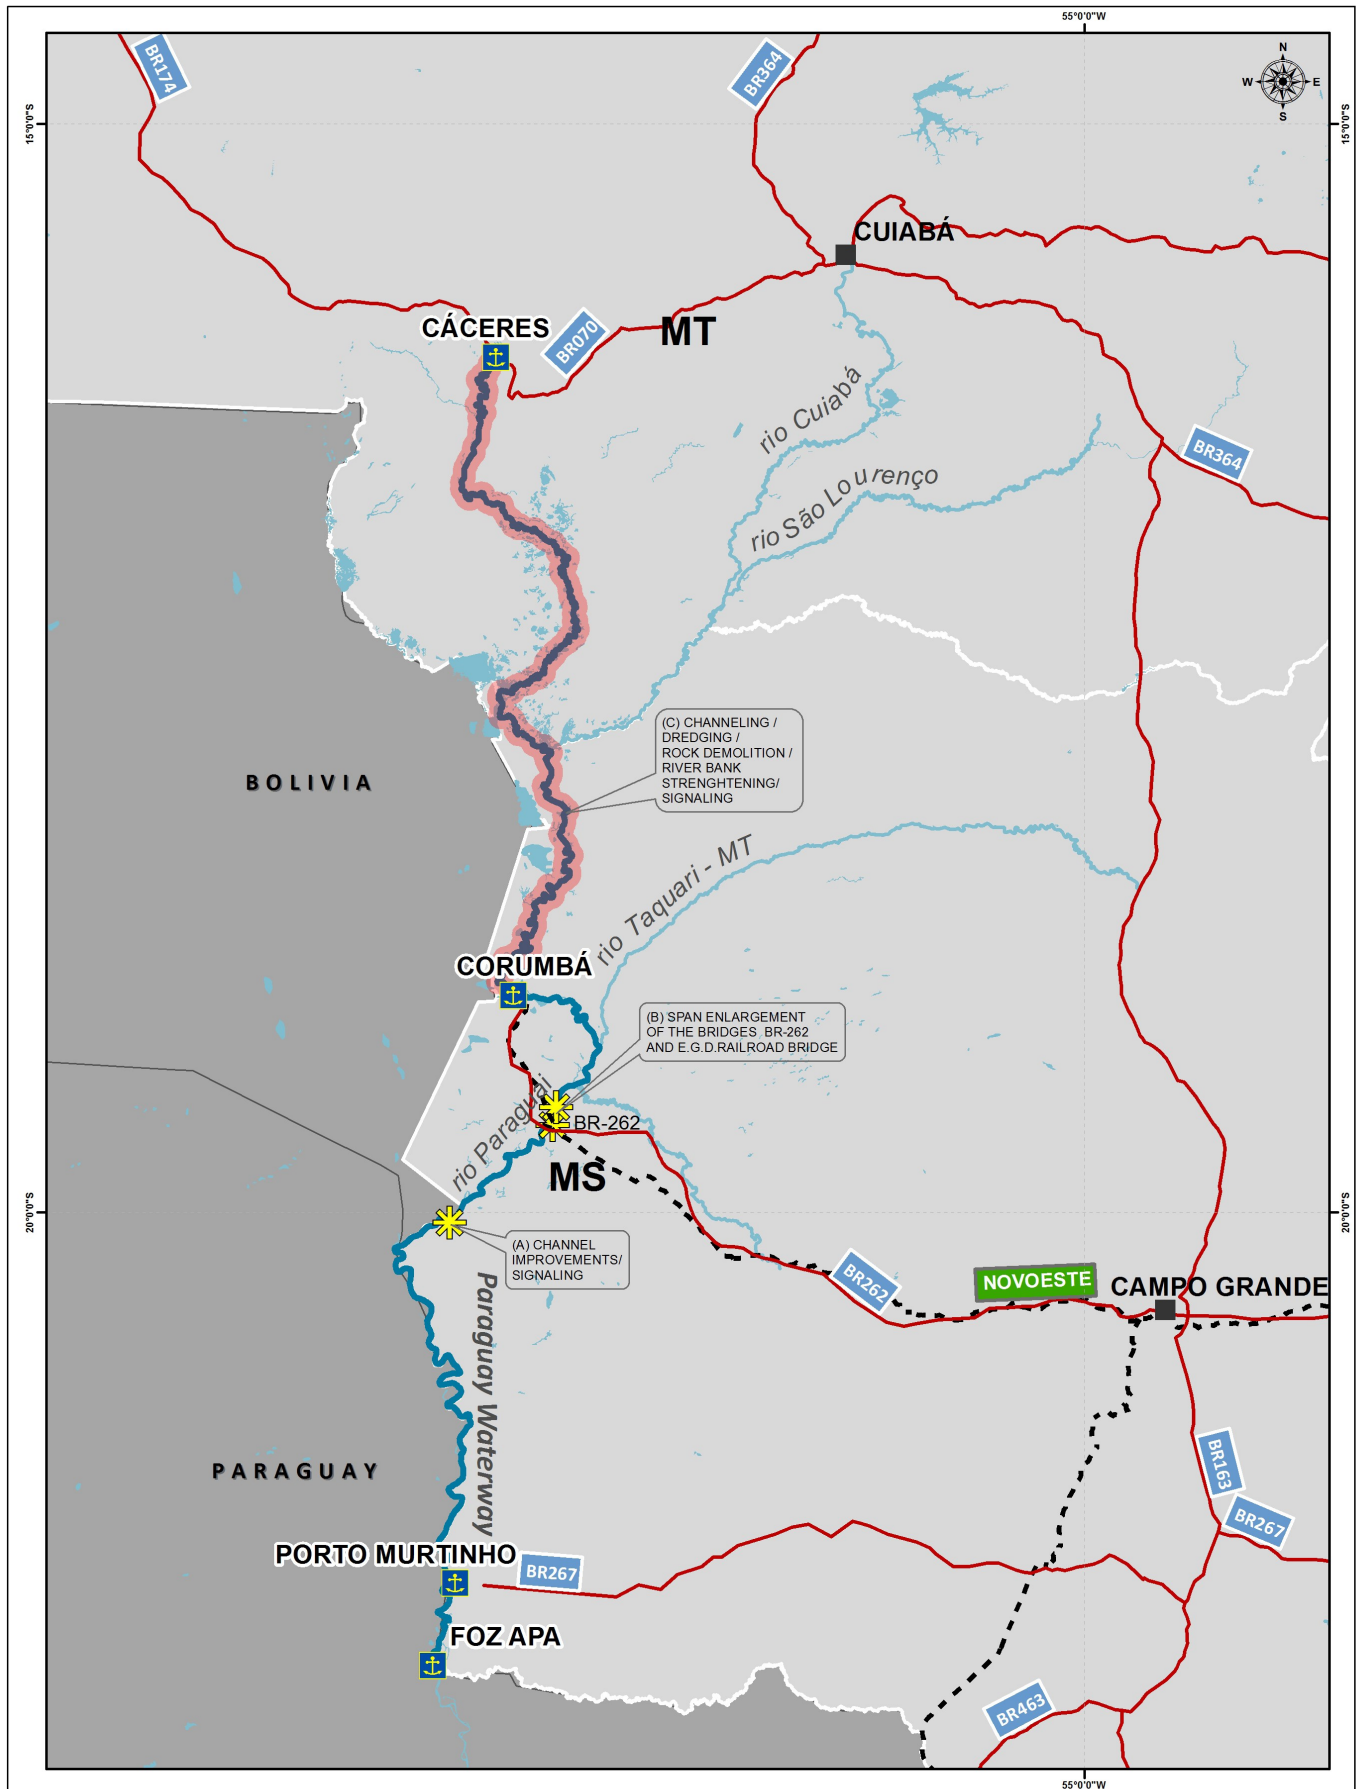 55°0'0"W
BR174
BR364
N
W
E
S
15°0'0"S
15°0'0"S
CUIABÁ
CÁCERES
BR070
MT
rio Cuiabá
BR364
rio São Lourenço
(C) CHANNELING /
DREDGING /
ROCK DEMOLITION /
RIVER BANK
STRENGHTENING/
SIGNALING
BOLIVIA
rio Taquari - MT
CORUMBÁ
(B) SPAN ENLARGEMENT
OF THE BRIDGES BR-262
AND E.G.D.RAILROAD BRIDGE
rio Paraguai
BR-262
MS
20°0'0"S
20°0'0"S
(A) CHANNEL
IMPROVEMENTS/
SIGNALING
BR262
NOVOESTE
CAMPO GRANDE
Paraguay Waterway
PARAGUAY
BR163
BR267
PORTO MURTINHO
BR267
FOZ APA
BR463
55°0'0"W